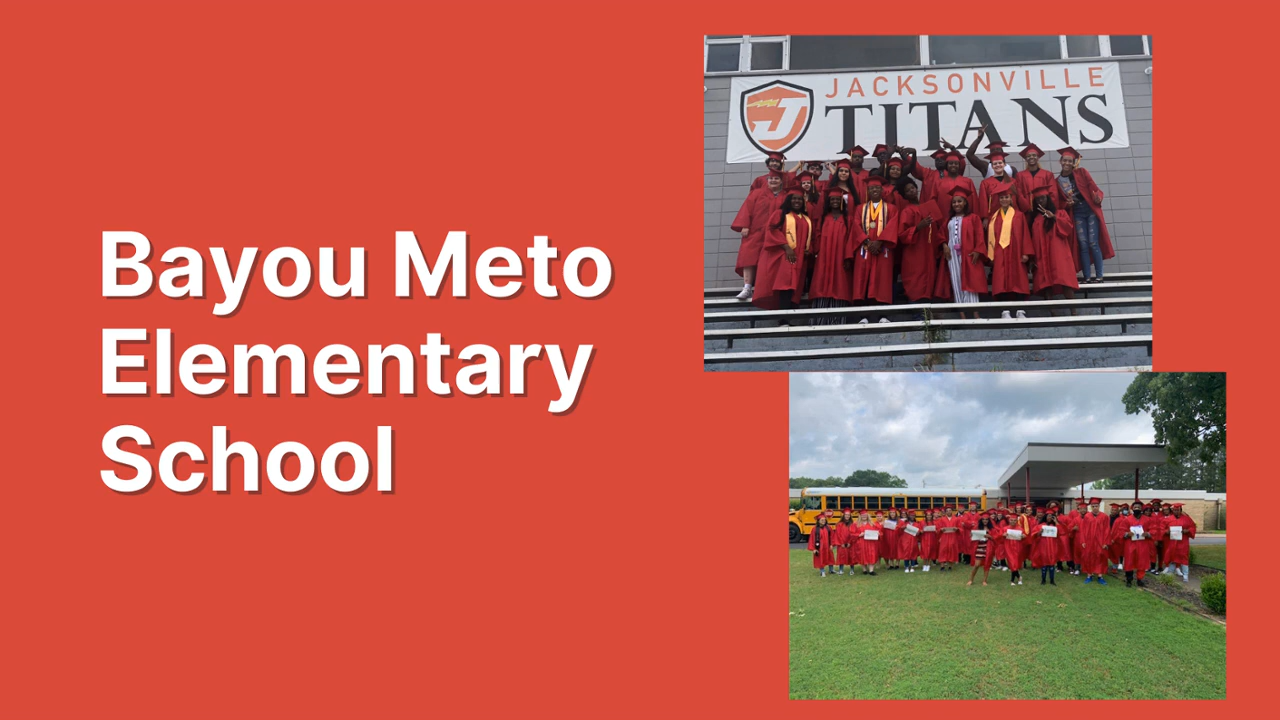 Bayou Meto
Elementary
School
JACKSONVILLE
J TITANS